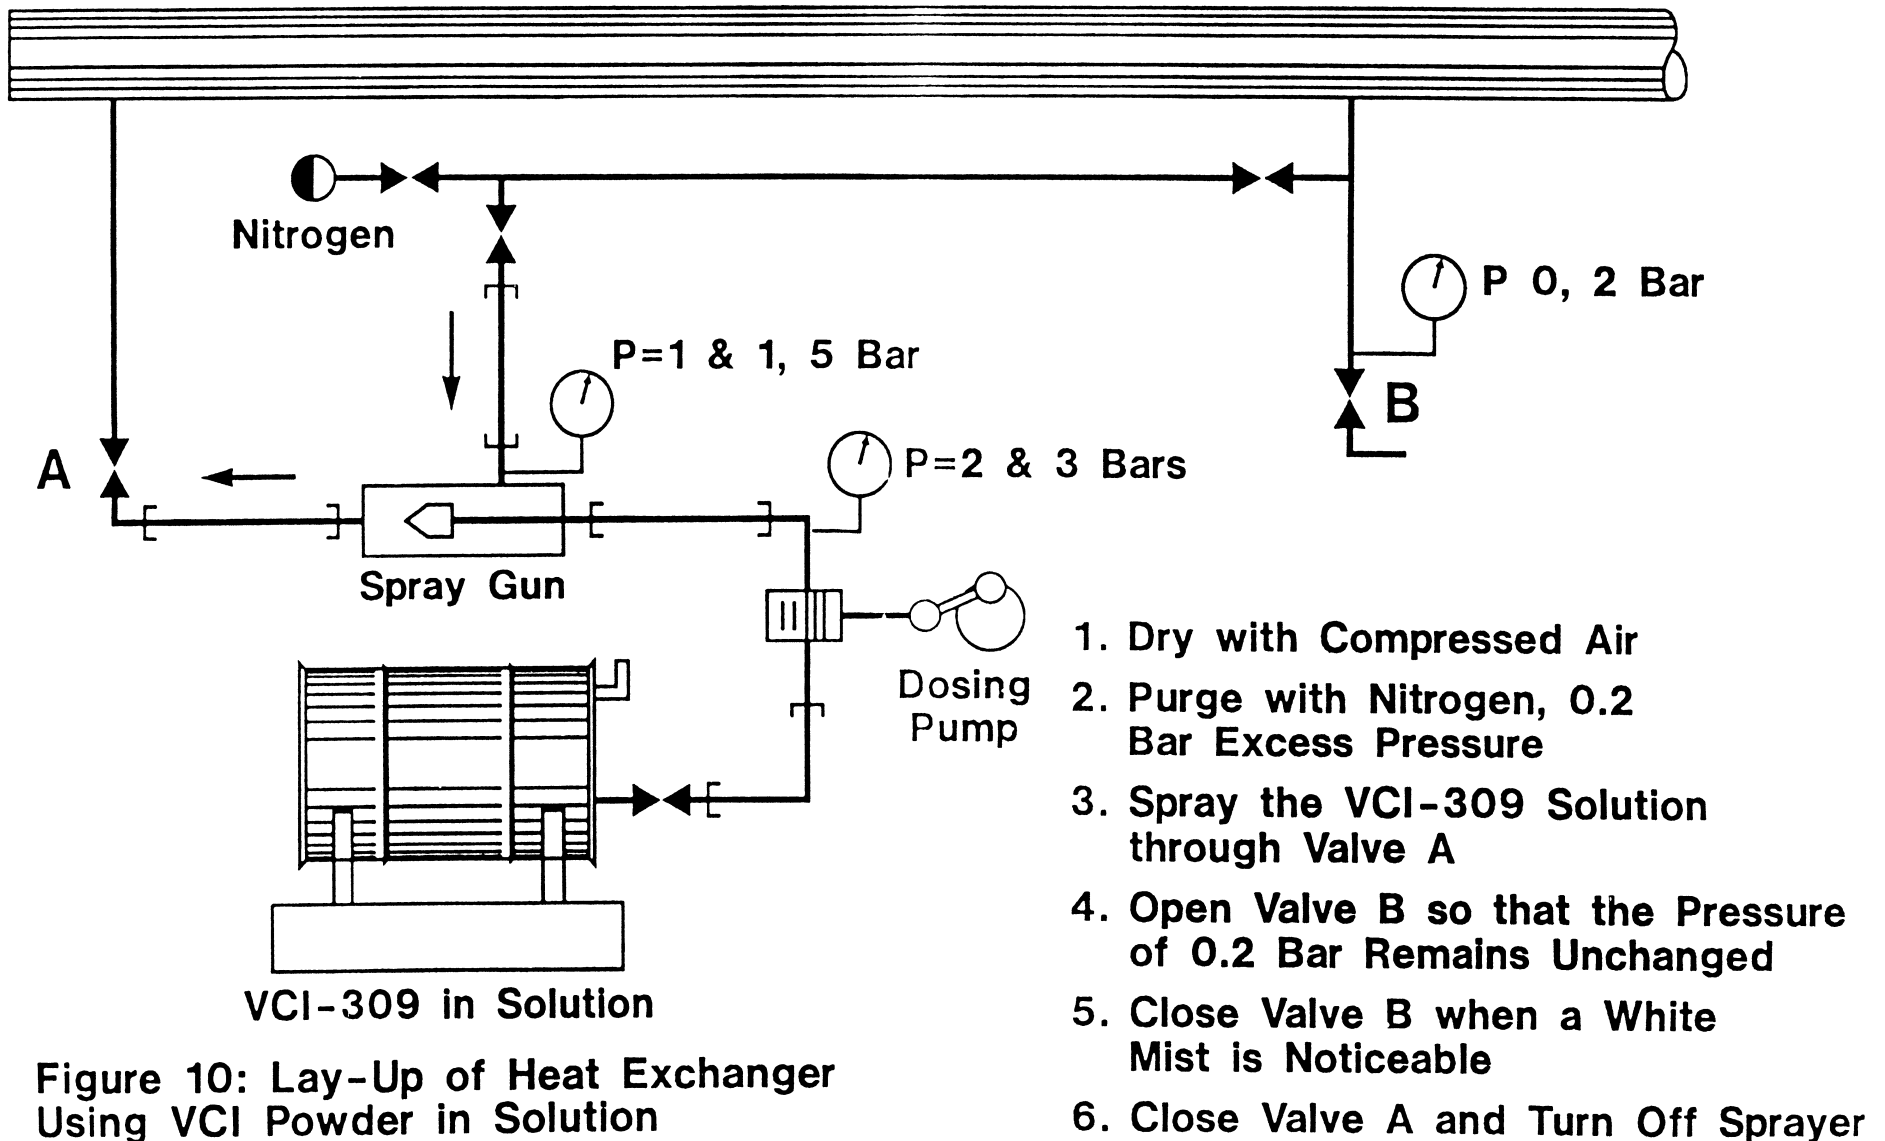 Nitrogen
P 0, 2 Bar
P=1 & 1, 5 Bar
B
A
P=2 & 3 Bars
Spray Gun
Dosing
Pump
VCI-309 in Solution
1. Dry with Compressed Air
2. Purge with Nitrogen, 0.2
Bar Excess Pressure
3. Spray the VCI-309 Solution
through Valve A
4. Open Valve B so that the Pressure
of 0.2 Bar Remains Unchanged
5. Close Valve B when a White
Mist is Noticeable
6. Close Valve A and Turn Off Sprayer
Figure 10: Lay-Up of Heat Exchanger
Using VCI Powder in Solution